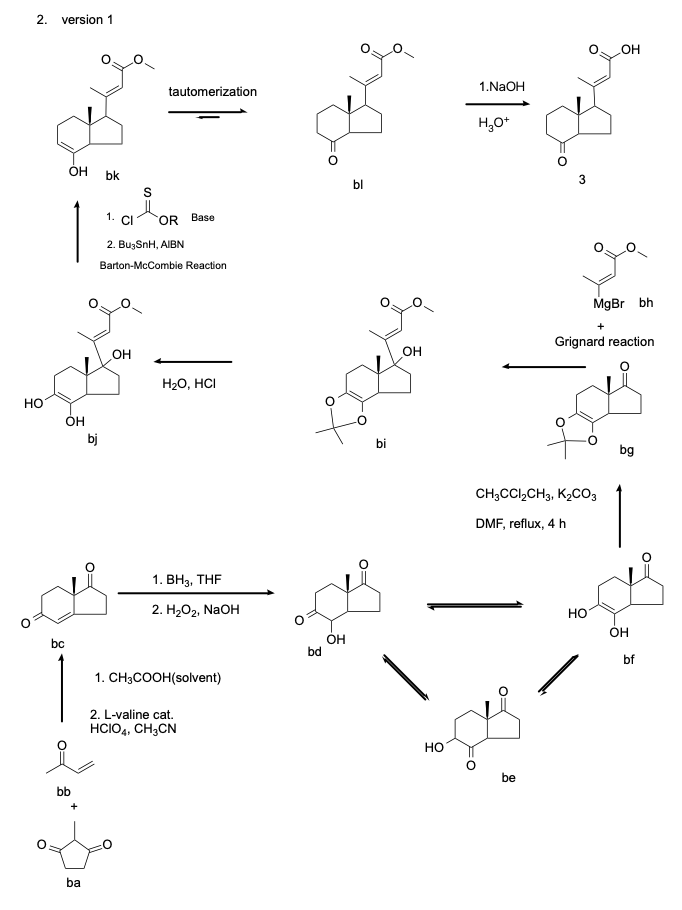 2. version 1
O
O
tautomerization
OH
bk
O
O
O
bl
1.NaOH
H₃O⁺
O
OH
O
3
S
1. Cl OR Base
2. Bu₃SnH, AIBN
Barton-McCombie Reaction
O
O
MgBr bh
+
Grignard reaction
O
O
O
bg
O
O
OH
HO
OH
bj
H₂O, HCl
O
O
OH
O
O
bi
CH₃CCl₂CH₃, K₂CO₃
DMF, reflux, 4 h
O
O
bc
1. BH₃, THF
2. H₂O₂, NaOH
O
O
OH
bd
O
HO
OH
bf
1. CH₃COOH(solvent)
2. L-valine cat.
HClO₄, CH₃CN
O
HO
O
be
O
bb
+
O
O
ba